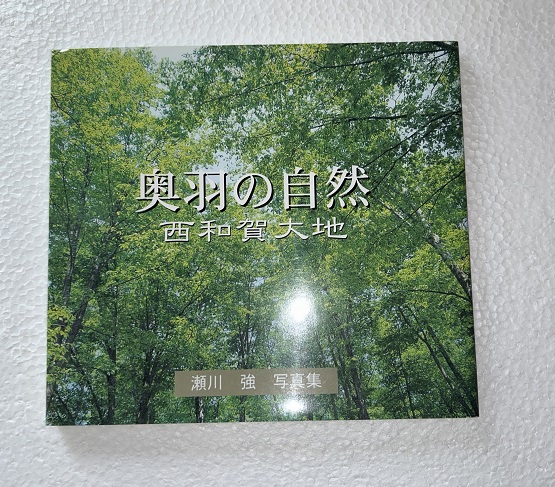 奥羽の自然
西和賀大地
瀬川 強 写真集